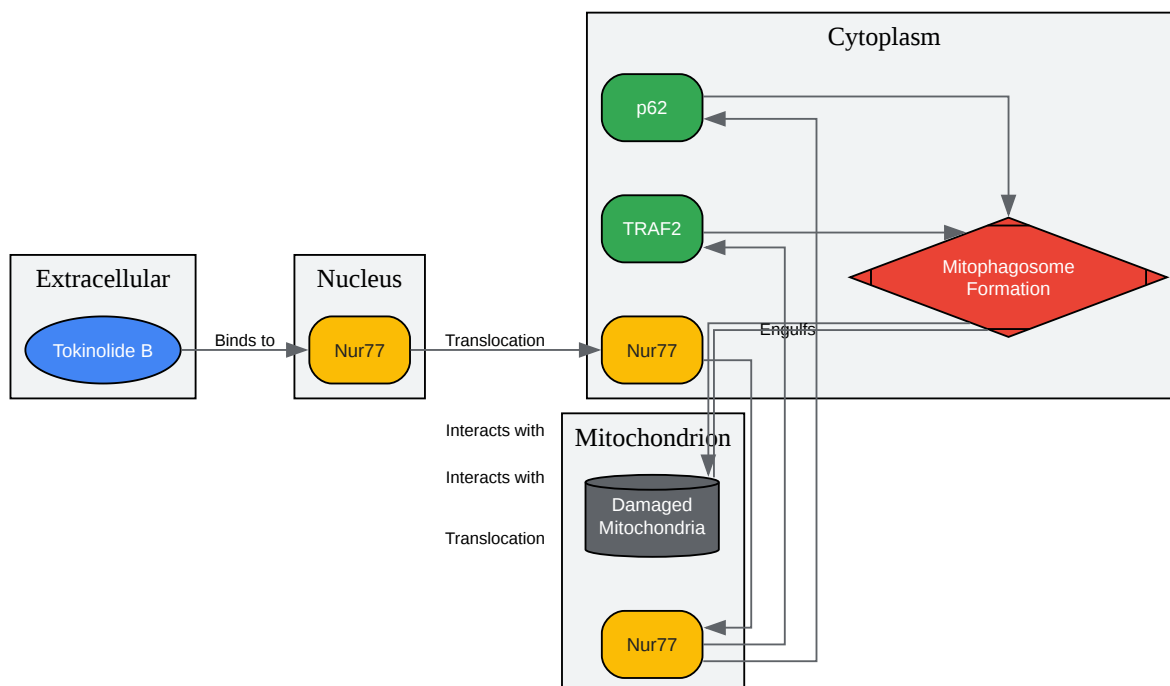 Cytoplasm
p62
TRAF2
Mitophagosome
Formation
Extracellular
Nucleus
Tokinolide B
Binds to
Nur77
Translocation
Nur77
Engulfs
Interacts with
Interacts with
Translocation
Mitochondrion
Damaged
Mitochondria
Nur77